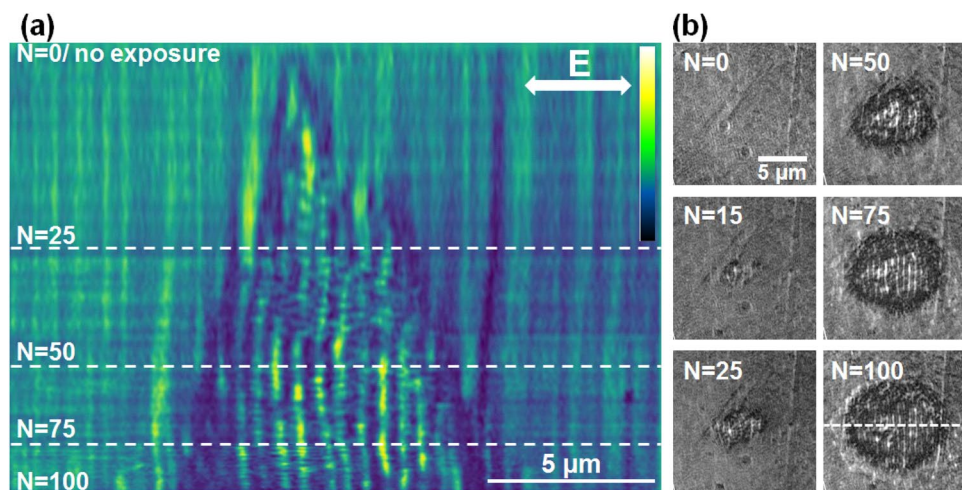 (a)
N=0/ no exposure
E
N=25
N=50
N=75
N=100
5 µm
(b)
N=0
5 µm
N=50
N=15
N=75
N=25
N=100